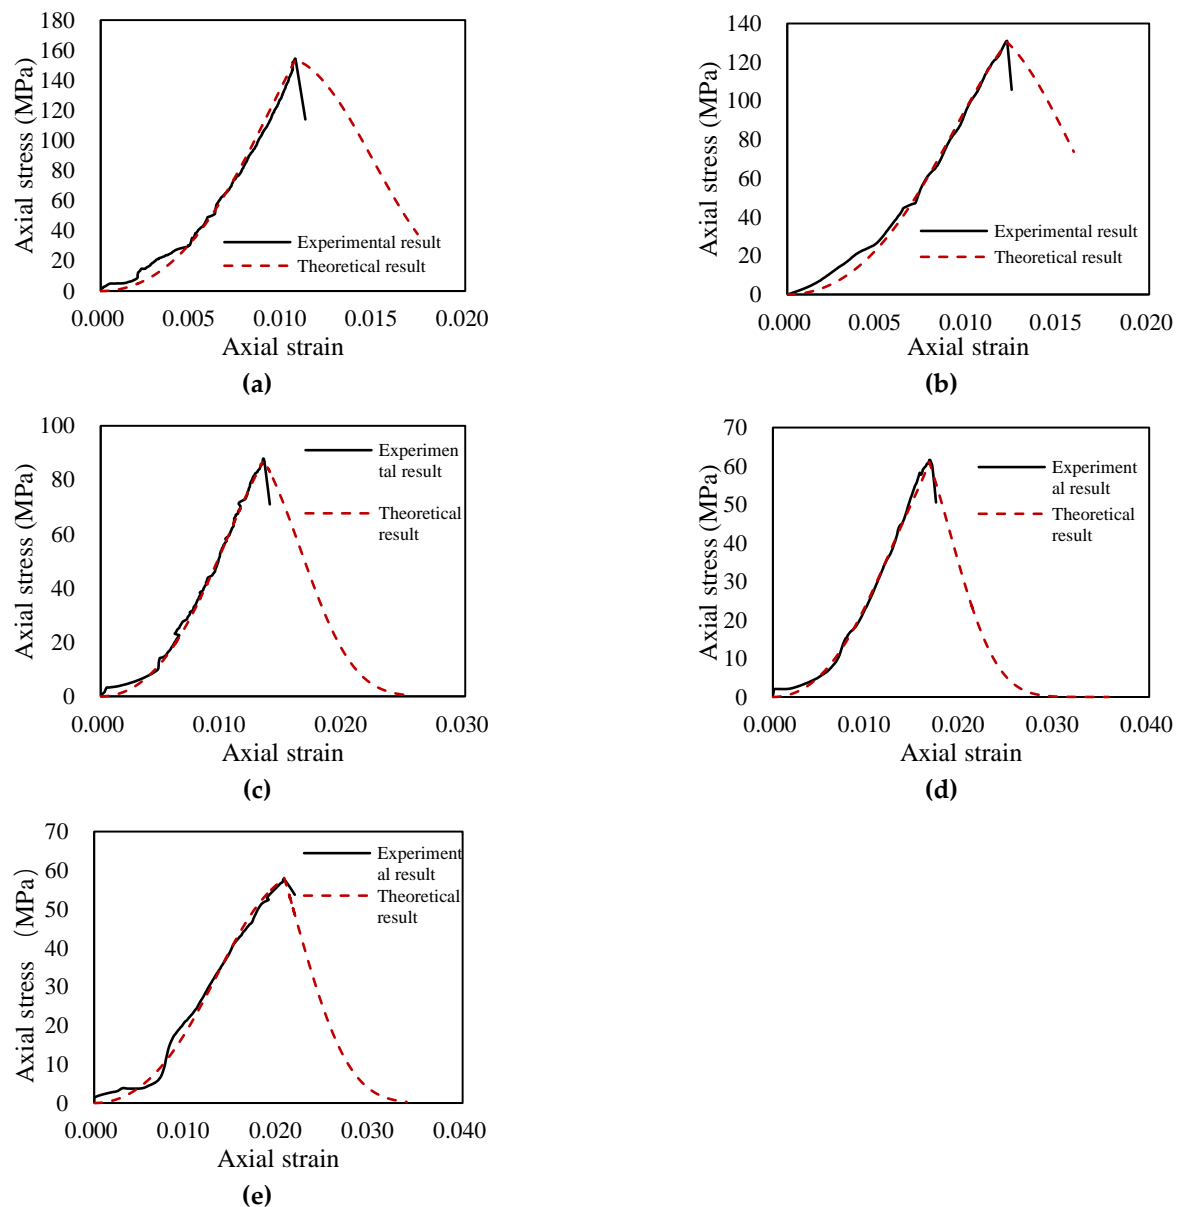 180
160
140
120
100
80
60
40
20
0
Axial stress (MPa)
Experimental result
Theoretical result
0.000 0.005 0.010 0.015 0.020
Axial strain
(a)
140
120
100
80
60
40
20
0
Axial stress (MPa)
Experimental result
Theoretical result
0.000 0.005 0.010 0.015 0.020
Axial strain
(b)
100
80
60
40
20
0
Axial stress (MPa)
Experimen
tal result
Theoretical
result
0.000 0.010 0.020 0.030
Axial strain
(c)
70
60
50
40
30
20
10
0
Axial stress (MPa)
Experiment
al result
Theoretical
result
0.000 0.010 0.020 0.030 0.040
Axial strain
(d)
70
60
50
40
30
20
10
0
Axial stress （MPa）
Experiment
al result
Theoretical
result
0.000 0.010 0.020 0.030 0.040
Axial strain
(e)